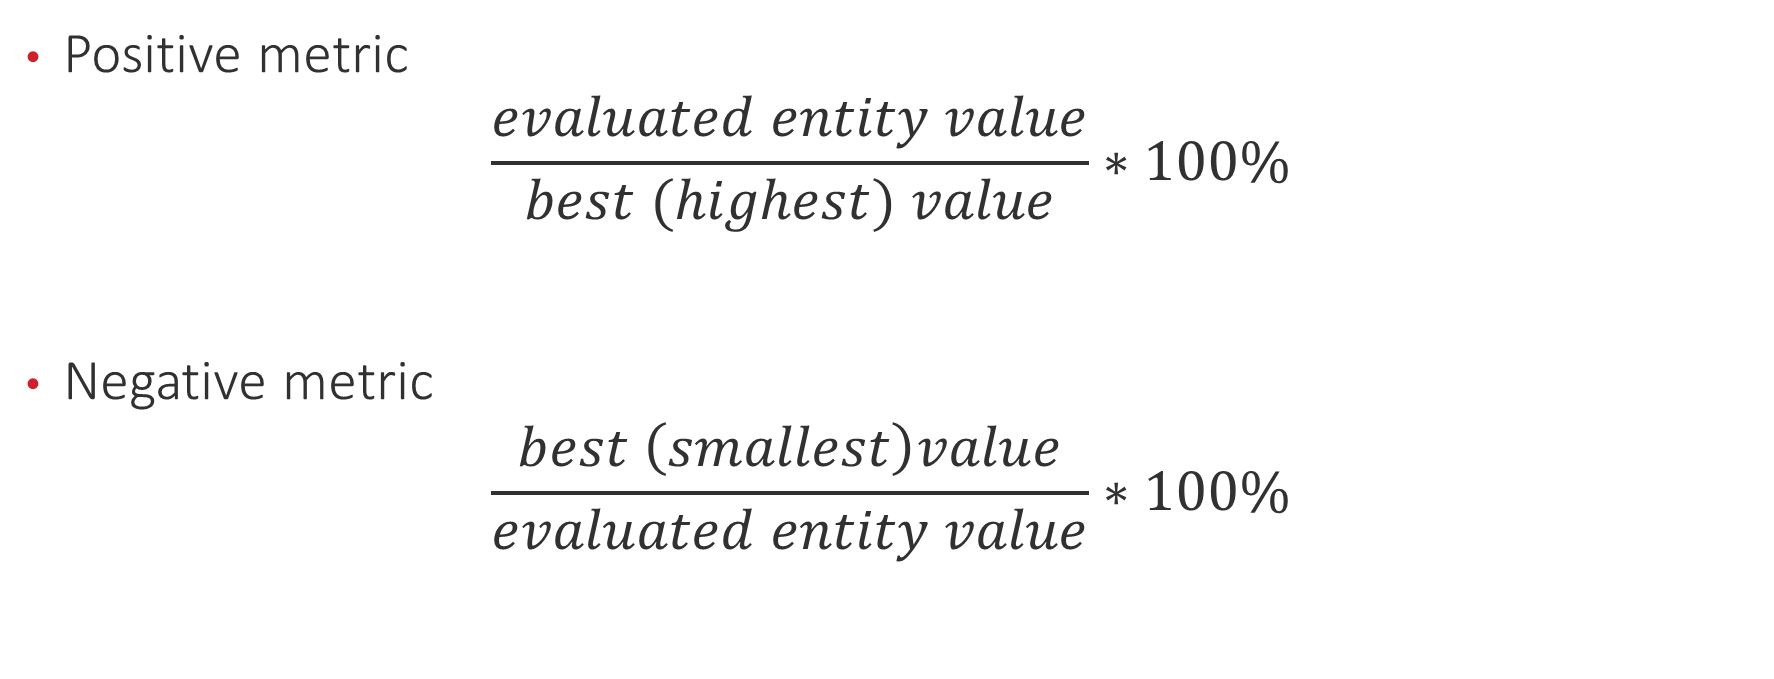 • Positive metric
evaluated entity value
best (highest) value
* 100%
• Negative metric
best (smallest)value
evaluated entity value
* 100%